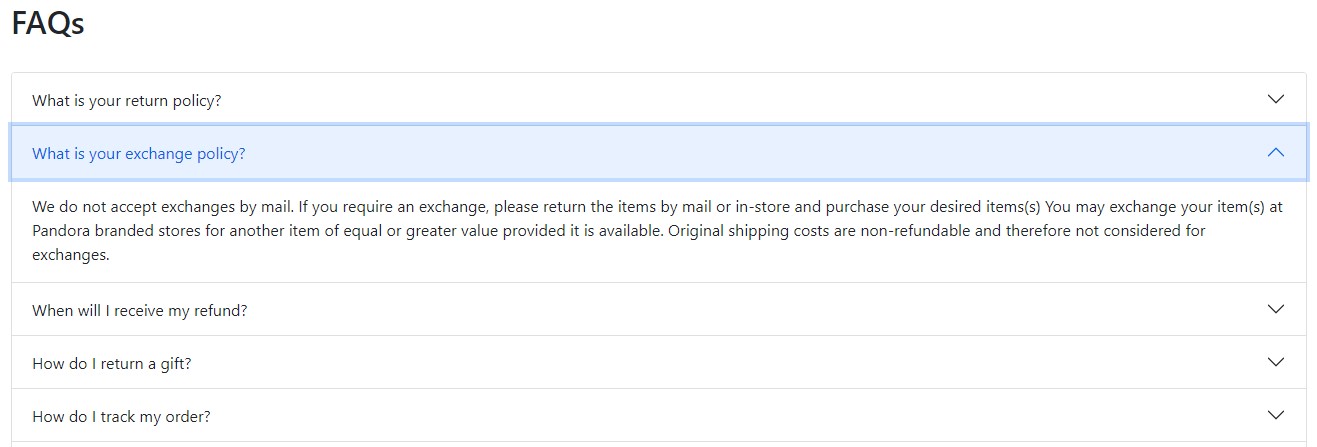 FAQs
What is your return policy?
What is your exchange policy?
We do not accept exchanges by mail. If you require an exchange, please return the items by mail or in-store and purchase your desired items(s) You may exchange your item(s) at
Pandora branded stores for another item of equal or greater value provided it is available. Original shipping costs are non-refundable and therefore not considered for
exchanges.
When will I receive my refund?
How do I return a gift?
How do I track my order?